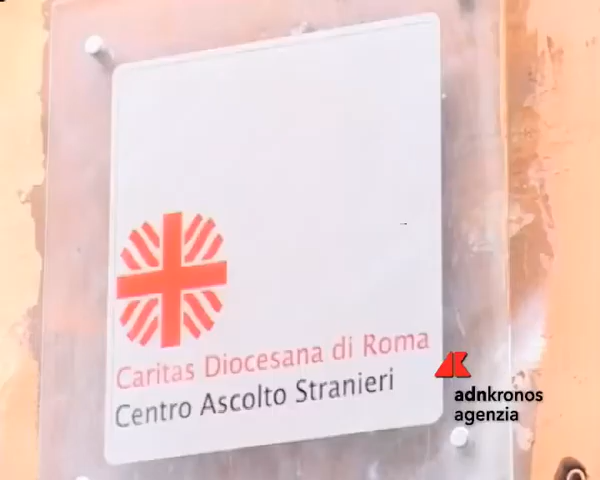 Caritas Diocesana di Roma
Centro Ascolto Stranieri
adnkronos
agenzia